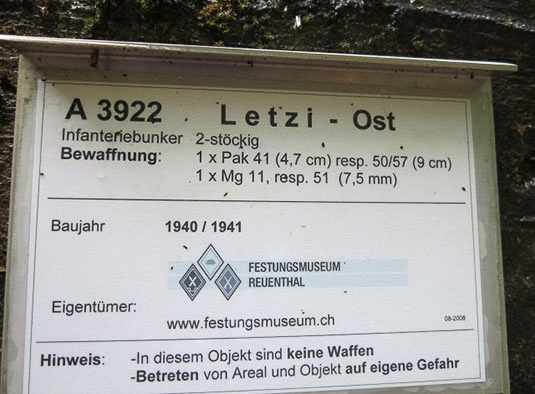 A 3922 Letzi - Ost
Infanteriebunker 2-stöckig
Bewaffnung: 1 x Pak 41 (4,7 cm) resp. 50/57 (9 cm)
1 x Mg 11, resp. 51 (7,5 mm)
Baujahr 1940 / 1941
FESTUNGSMUSEUM
REUENTHAL
Eigentümer:
www.festungsmuseum.ch
08-2008
Hinweis: -In diesem Objekt sind keine Waffen
-Betreten von Areal und Objekt auf eigene Gefahr